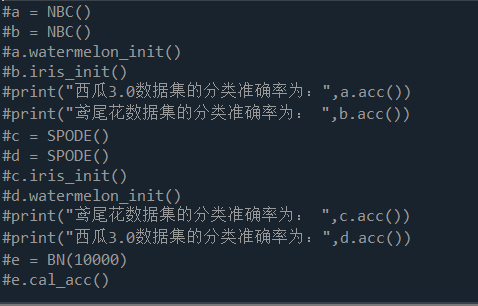 #a = NBC()
#b = NBC()
#a.watermelon_init()
#b.iris_init()
#print("西瓜3.0数据集的分类准确率为: ",a.acc())
#print("鸢尾花数据集的分类准确率为: ",b.acc())
#c = SPODE()
#d = SPODE()
#c.iris_init()
#d.watermelon_init()
#print("鸢尾花数据集的分类准确率为: ",c.acc())
#print("西瓜3.0数据集的分类准确率为: ",d.acc())
#e = BN(10000)
#e.cal_acc()